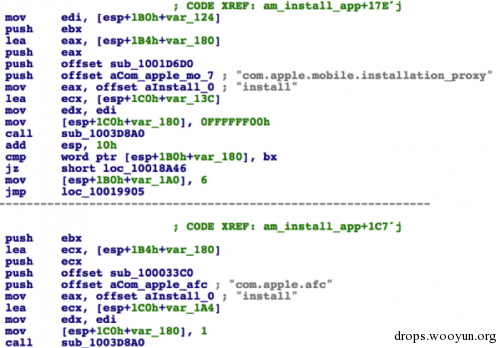 ; CODE XREF: am_install_app+17E´j
mov edi, [esp+1B0h+var_124]
push ebx
lea eax, [esp+1B4h+var_180]
push eax
push offset sub_1001D6D0
push offset aCom_apple_mo_7 ; "com.apple.mobile.installation_proxy"
mov eax, offset aInstall_0 ; "install"
lea ecx, [esp+1C0h+var_13C]
mov edx, edi
mov [esp+1C0h+var_180], 0FFFFFF00h
call sub_1003D8A0
add esp, 10h
cmp word ptr [esp+1B0h+var_180], bx
jz short loc_10018A46
mov [esp+1B0h+var_1A0], 6
jmp loc_10019905
; CODE XREF: am_install_app+1C7´j
push ebx
lea ecx, [esp+1B4h+var_180]
push ecx
push offset sub_100033C0
push offset aCom_apple_afc ; "com.apple.afc"
mov eax, offset aInstall_0 ; "install"
lea ecx, [esp+1C0h+var_1A4]
mov edx, edi
mov [esp+1C0h+var_180], 1
call sub_1003D8A0
drops.wooyun.org